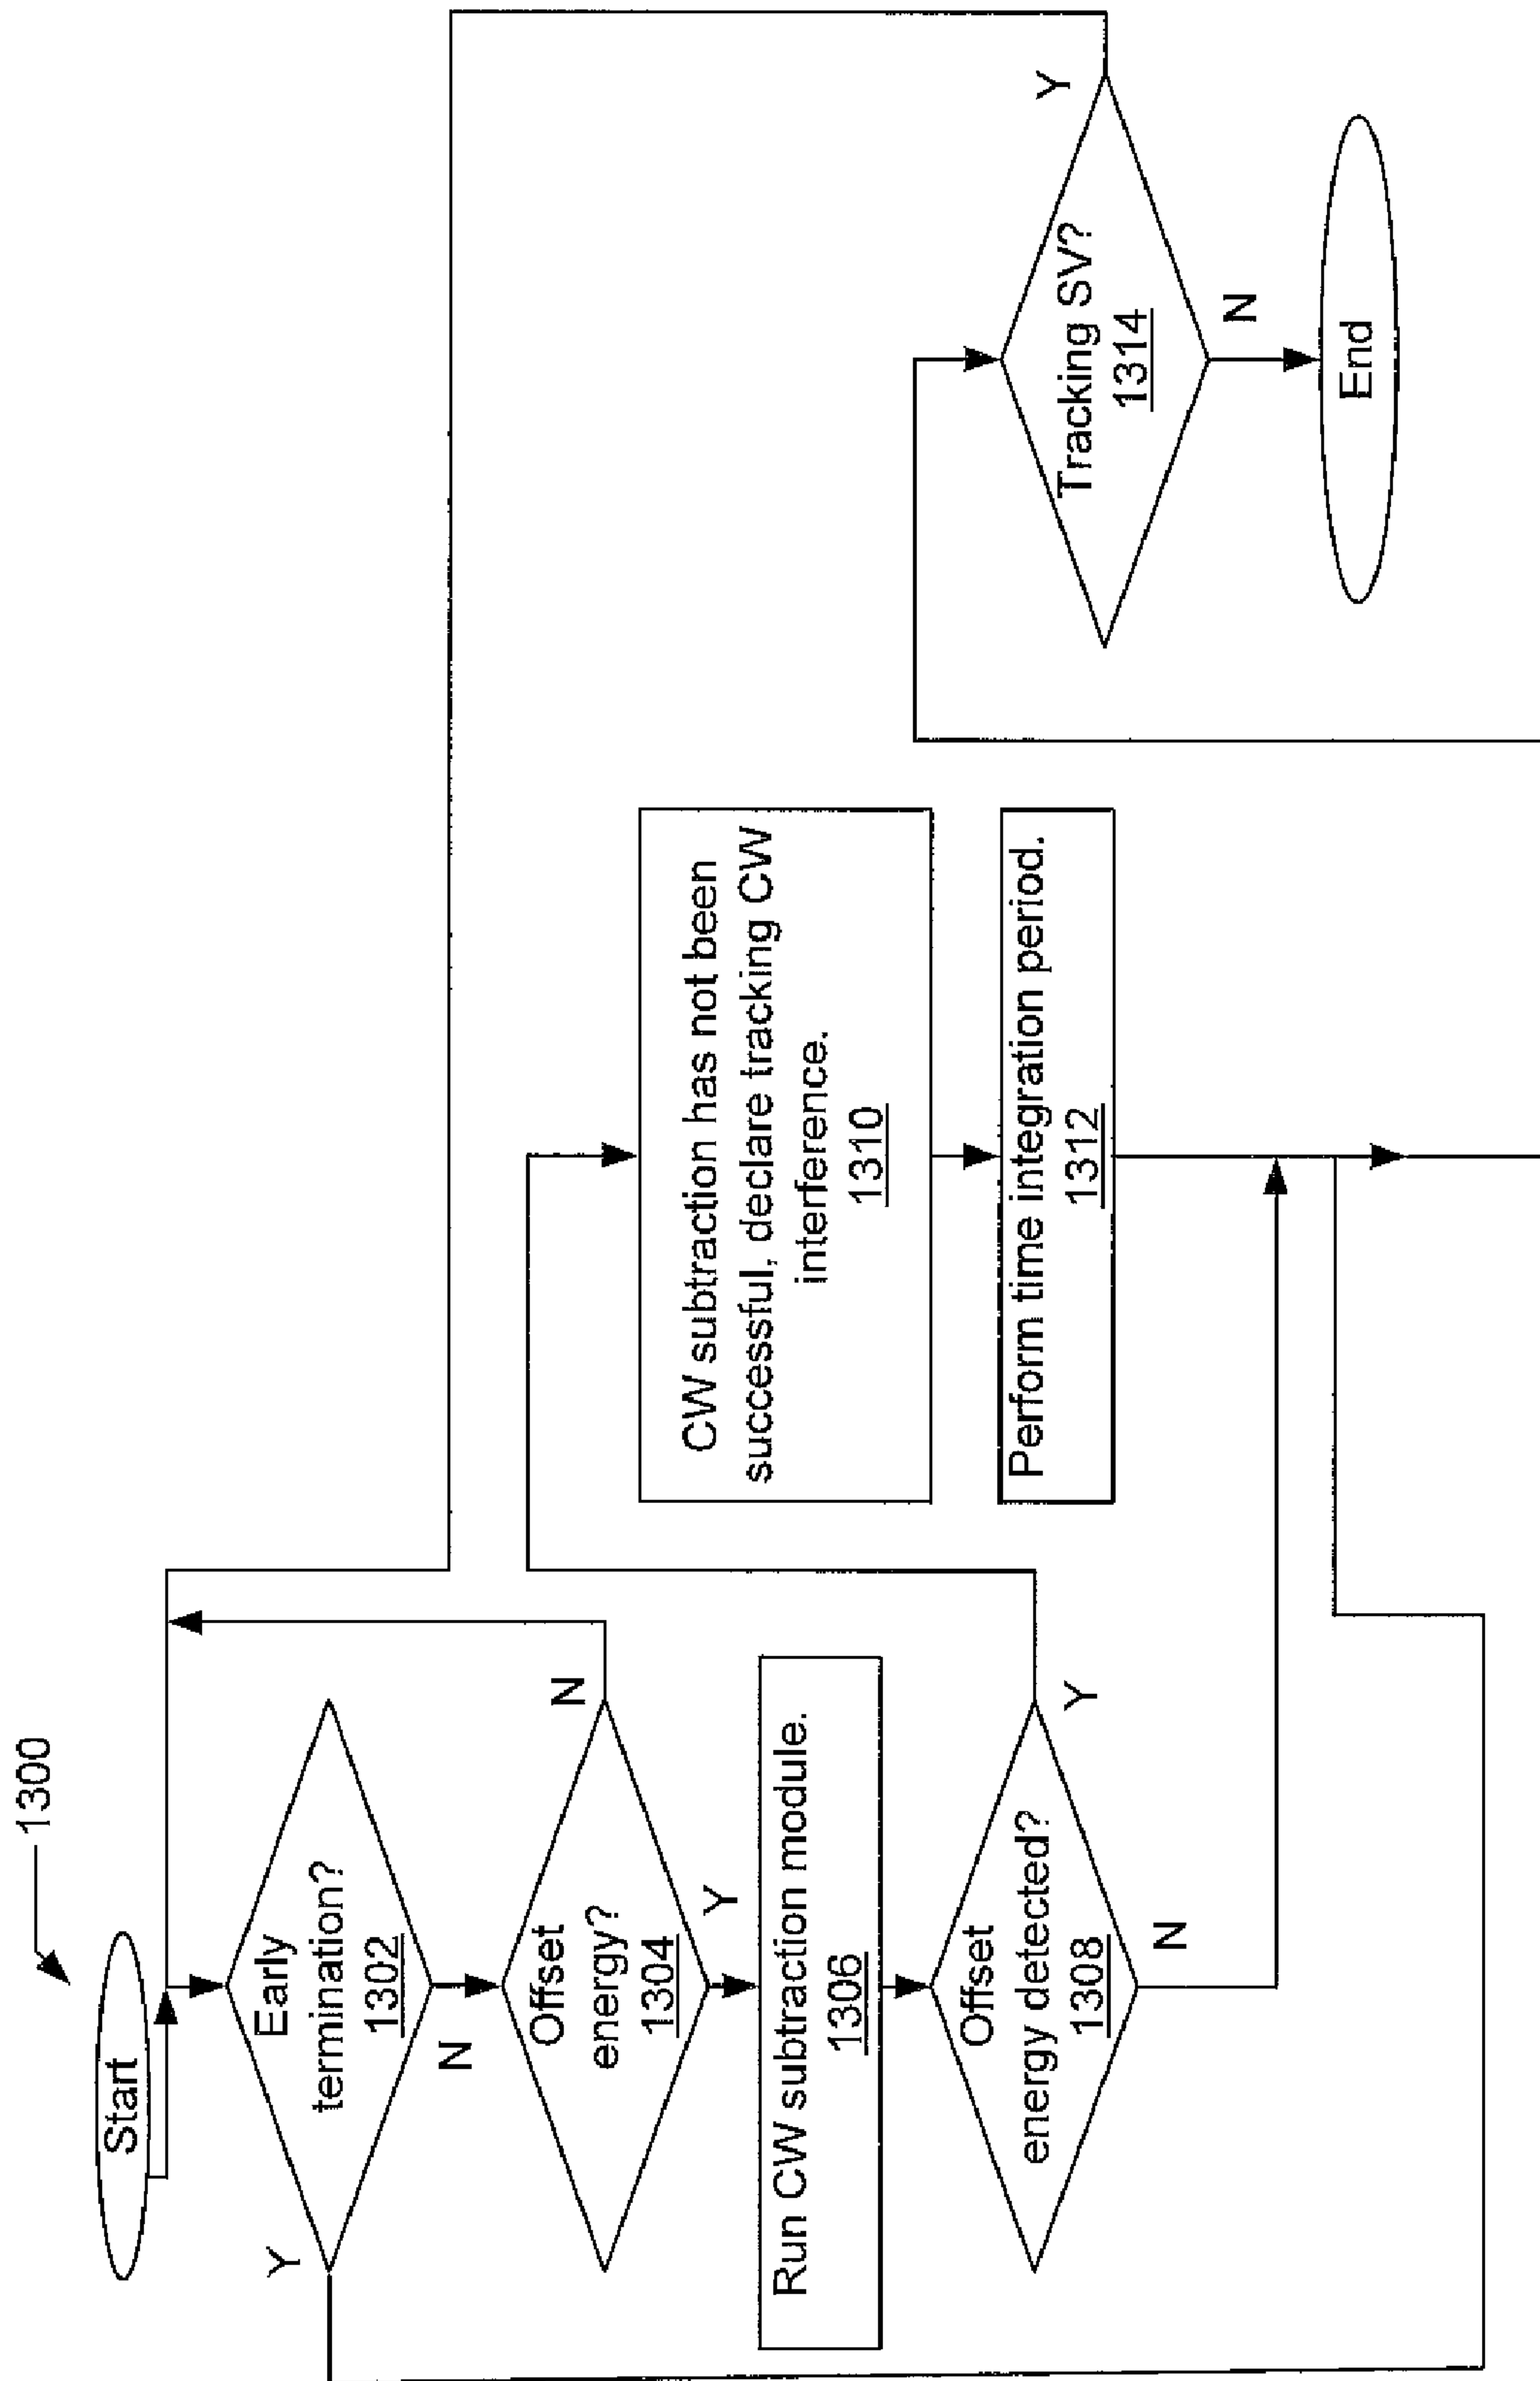 1300
Start
Early
termination?
1302
Y
N
Offset
energy?
1304
N
Y
Run CW subtraction module.
1306
Offset
energy detected?
1308
Y
N
CW subtraction has not been
successful, declare tracking CW
interference.
1310
Perform time integration period.
1312
Tracking SV?
1314
Y
N
End